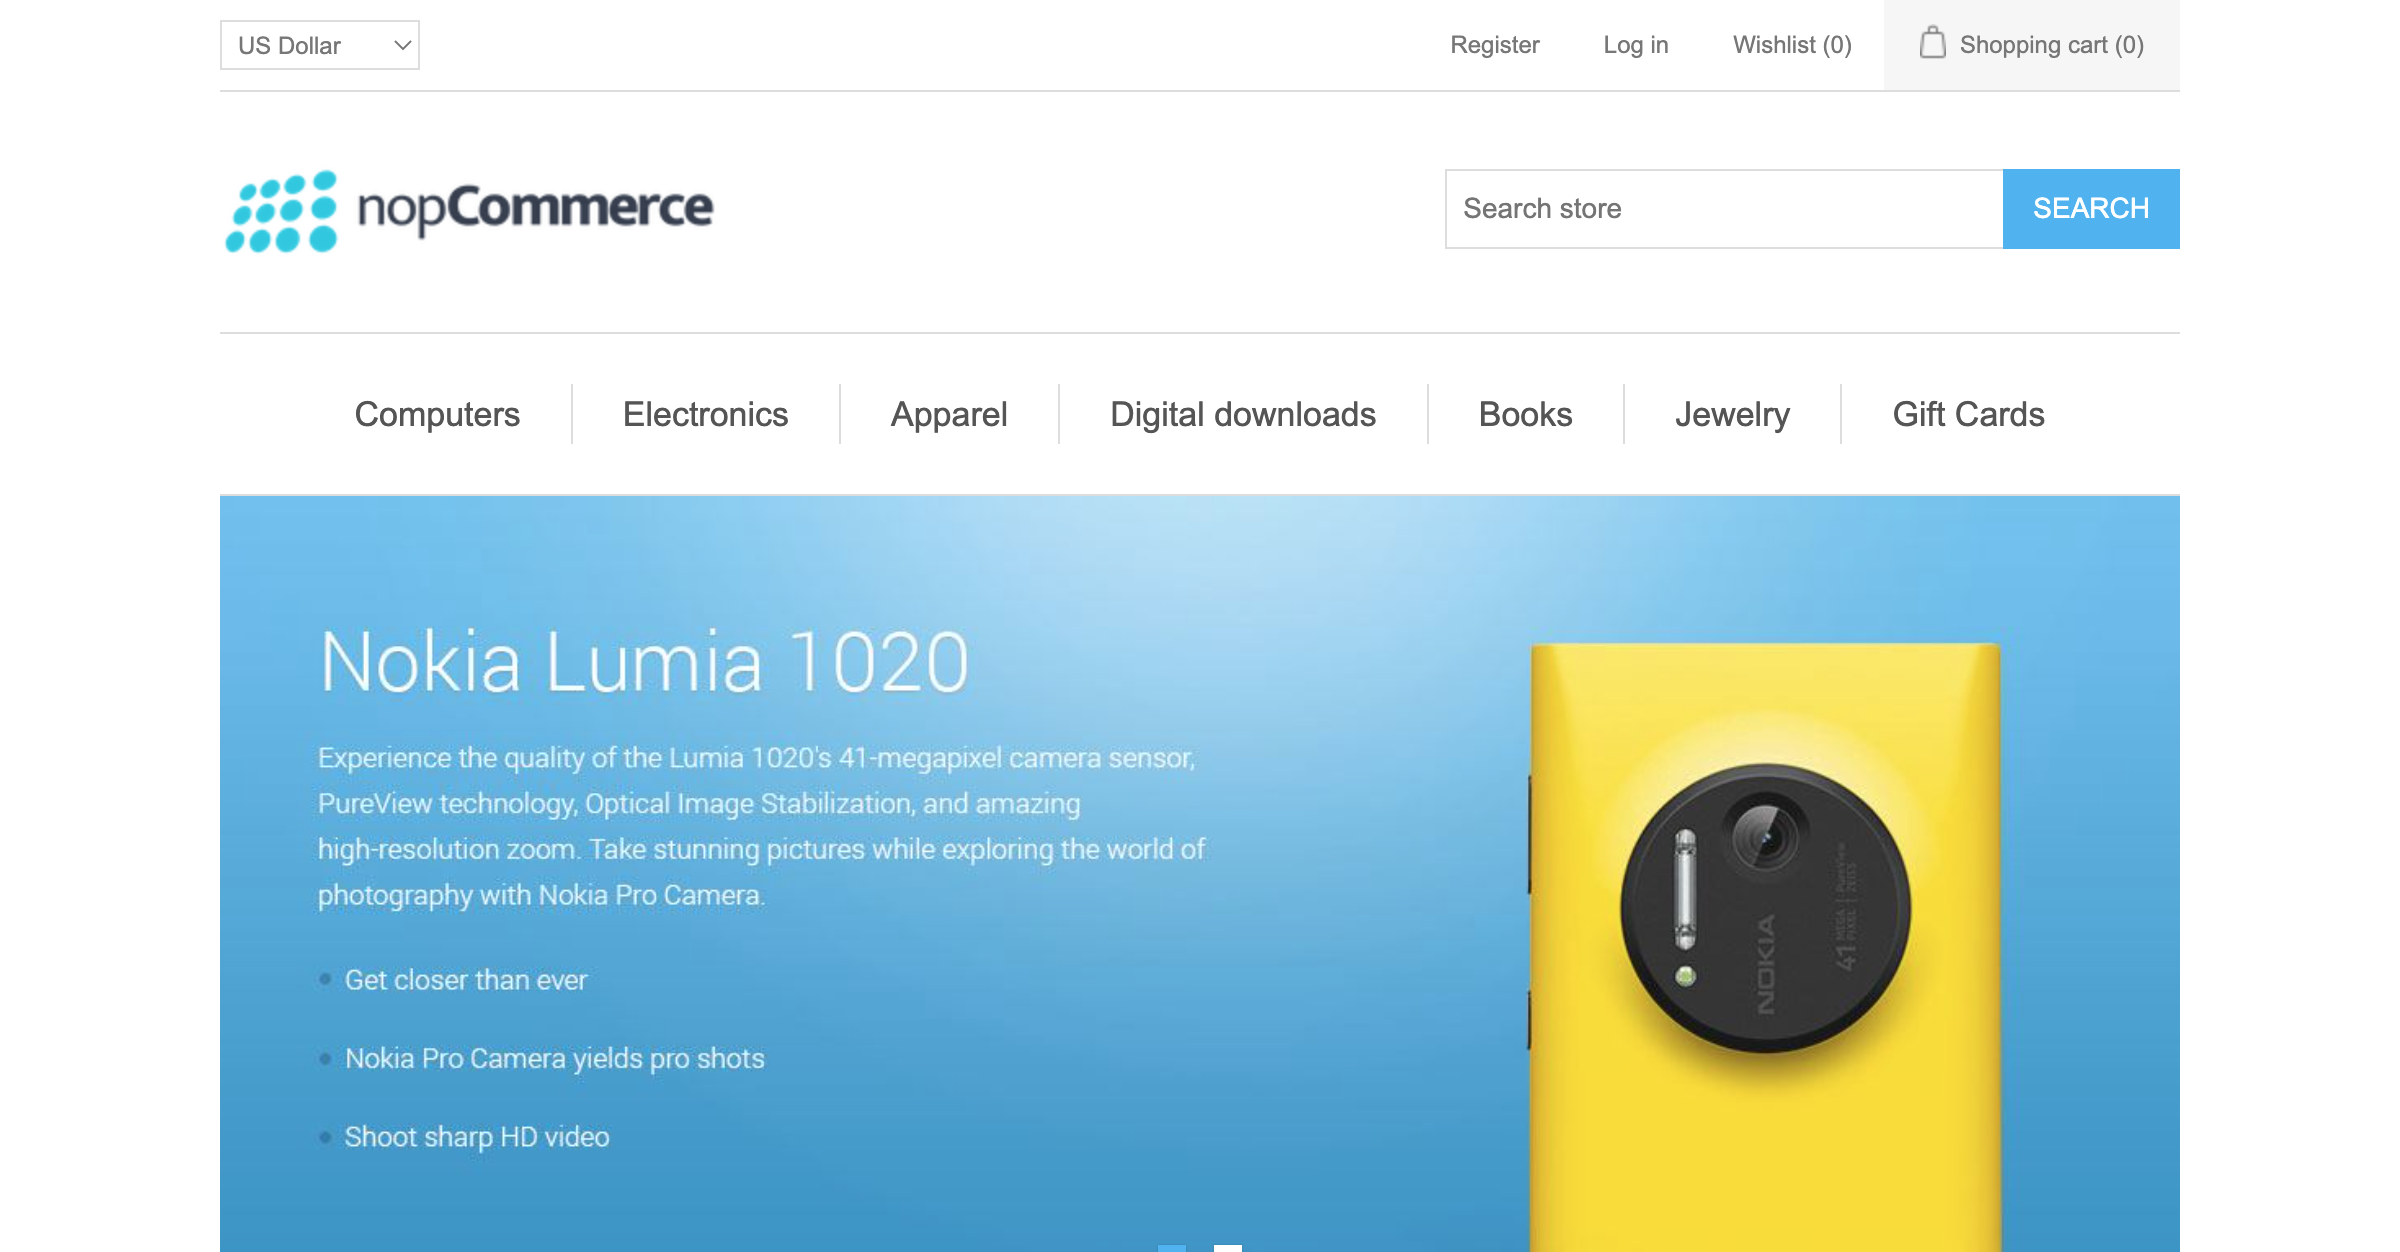 US Dollar
Register
Log in
Wishlist (0)
Shopping cart (0)
nopCommerce
Search store
SEARCH
Computers
Electronics
Apparel
Digital downloads
Books
Jewelry
Gift Cards
Nokia Lumia 1020
Experience the quality of the Lumia 1020's 41-megapixel camera sensor,
PureView technology, Optical Image Stabilization, and amazing
high-resolution zoom. Take stunning pictures while exploring the world of
photography with Nokia Pro Camera.
Get closer than ever
Nokia Pro Camera yields pro shots
Shoot sharp HD video
NOKIA
41 MEGA PIXEL | PureView ZEISS